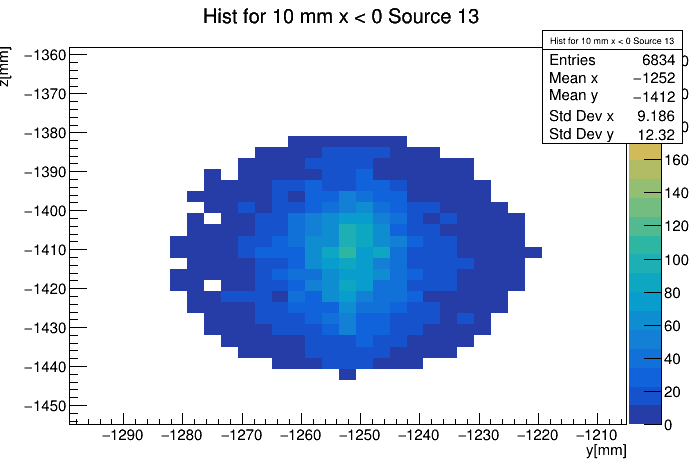 Hist for 10 mm x < 0 Source 13
Hist for 10 mm x < 0 Source 13
Entries 6834
Mean x −1252
Mean y −1412
Std Dev x 9.186
Std Dev y 12.32
z[mm]
−1360
−1370
−1380
−1390
−1400
−1410
−1420
−1430
−1440
−1450
160
140
120
100
80
60
40
20
0
−1290 −1280 −1270 −1260 −1250 −1240 −1230 −1220 −1210
y[mm]